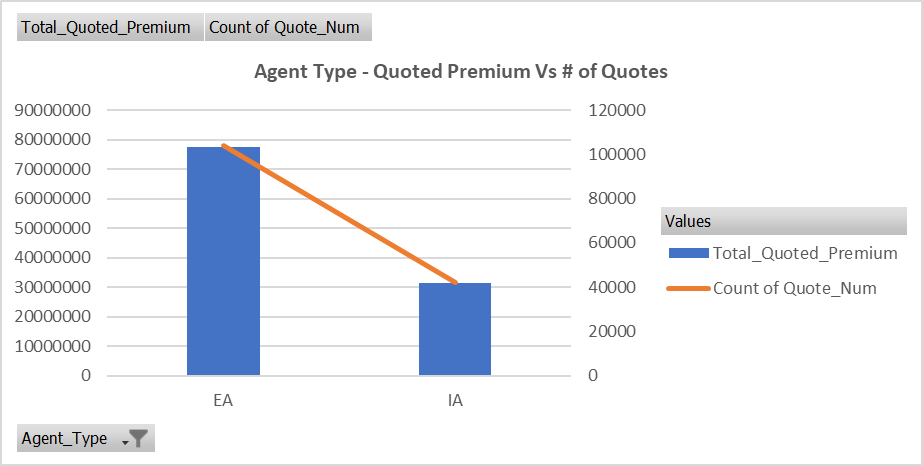 Total_Quoted_Premium Count of Quote_Num
Agent Type - Quoted Premium Vs # of Quotes
90000000 120000
80000000 100000
70000000
60000000 80000
50000000 60000
40000000
30000000 40000
20000000 20000
10000000
0 0
EA IA
Values
Total_Quoted_Premium
Count of Quote_Num
Agent_Type